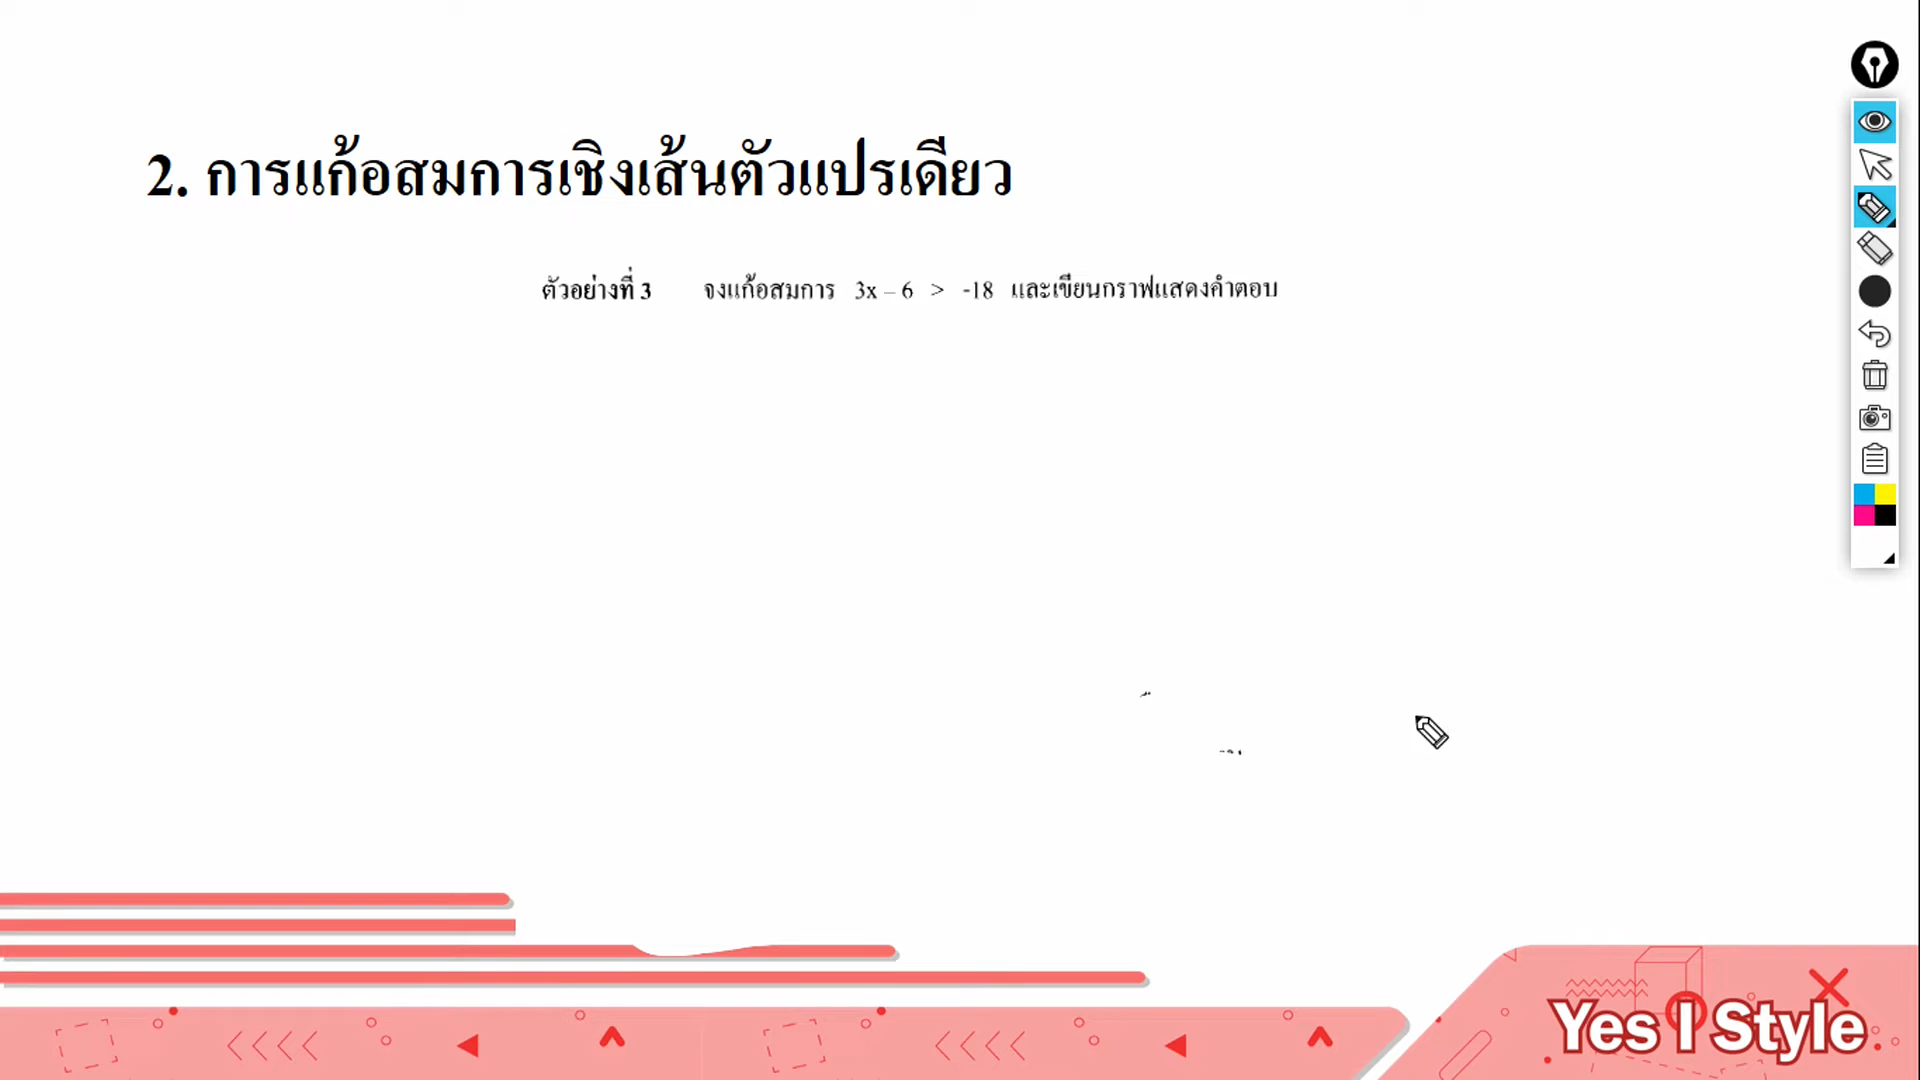 2. การแก้อสมการเชิงเส้นตัวแปรเดียว
ตัวอย่างที่ 3 จงแก้อสมการ 3x – 6 > -18 และเขียนกราฟแสดงคำตอบ
Yes I Style